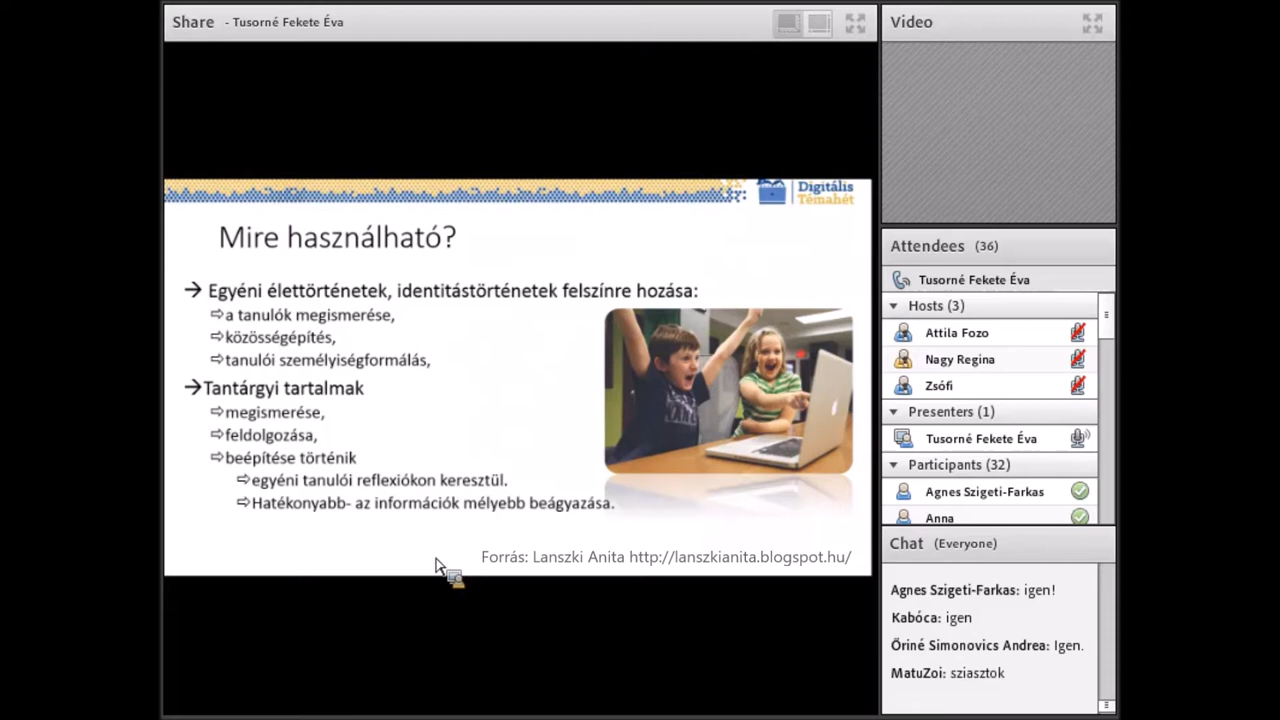 Share - Tusorné Fekete Éva
Digitális
Témahét
Mire használható?
→ Egyéni élettörténetek, identitástörténetek felszínre hozása:
⇨a tanulók megismerése,
⇨közösségépítés,
⇨tanulói személyiségformálás,
→Tantárgyi tartalmak
⇨megismerése,
⇨feldolgozása,
⇨beépítése történik
⇨egyéni tanulói reflexiókon keresztül.
⇨Hatékonyabb- az információk mélyebb beágyazása.
Forrás: Lanszki Anita http://lanszkianita.blogspot.hu/
Video
Attendees (36)
Tusorné Fekete Éva
Hosts (3)
Attila Fozo
Nagy Regina
Zsófi
Presenters (1)
Tusorné Fekete Éva
Participants (32)
Agnes Szigeti-Farkas
Anna
Chat (Everyone)
Agnes Szigeti-Farkas: igen!
Kabóca: igen
Őriné Simonovics Andrea: Igen.
MatuZoi: sziasztok